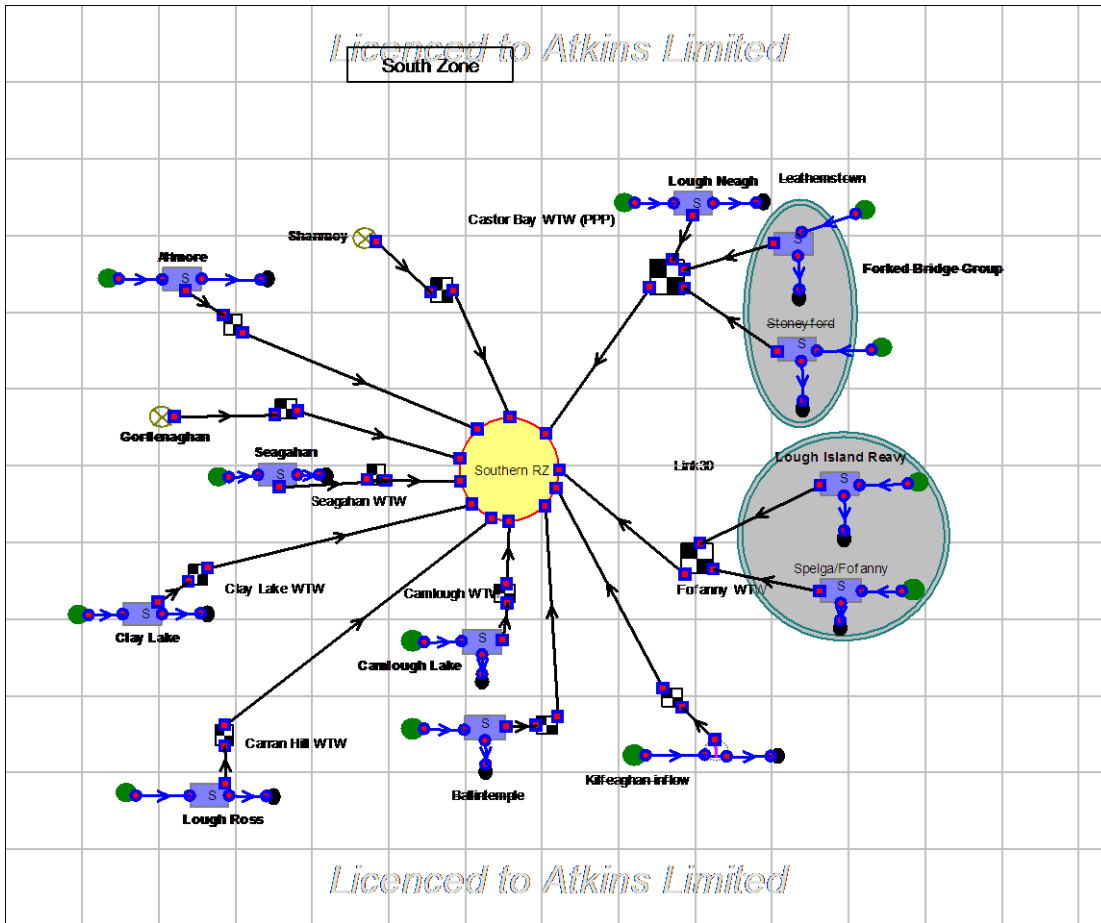 Licenced to Atkins Limited
South Zone
Lough Neagh
Leathemstown
Castor Bay WTW (PPP)
Shanmoy
Altmore
S
S
S
Forked Bridge Group
Stoneyford
S
Gortlenaghan
Seagahan
S
Southern RZ
Link30
Lough Island Reavy
S
Seagahan WTW
Spelga/Fofanny
Clay Lake WTW
Camlough WTW
Fofanny WTW
S
S
Clay Lake
S
Camlough Lake
S
Carran Hill WTW
Kilfeaghan inflow
Ballintemple
S
Lough Ross
Licenced to Atkins Limited